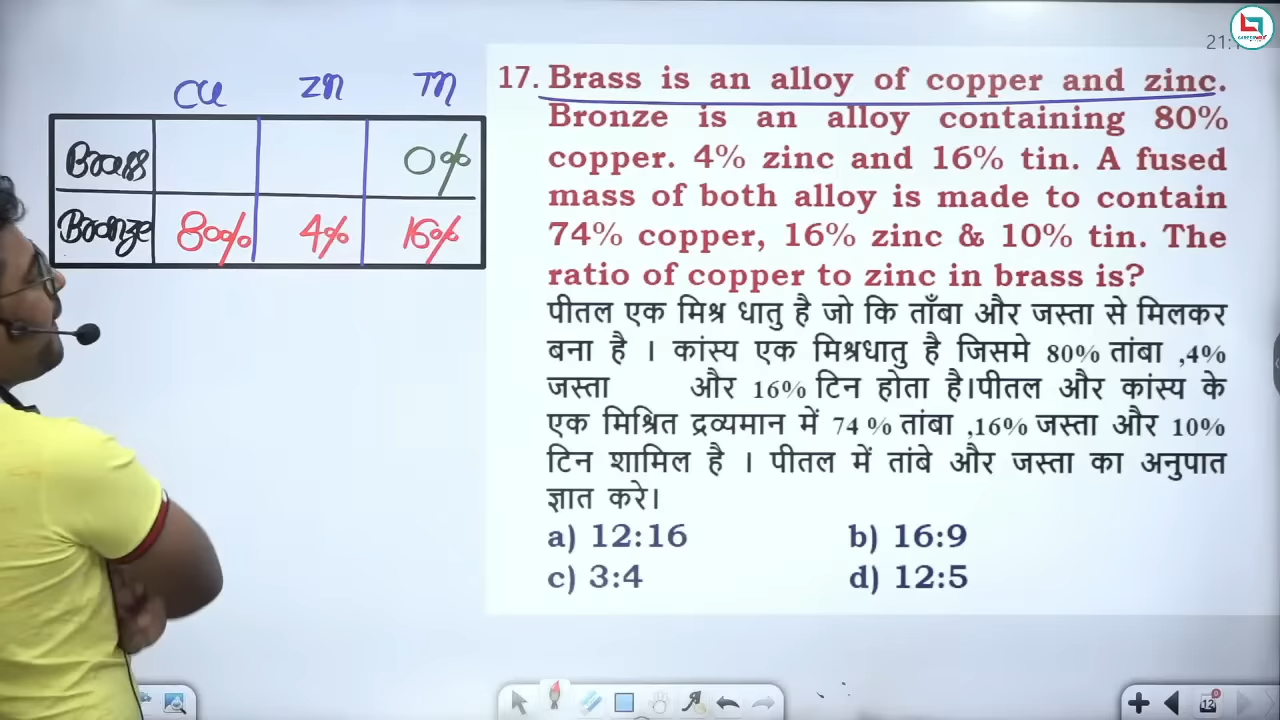 21:
Cu Zn Tn
Brass 0%
Bronze 80% 4% 16%
17. Brass is an alloy of copper and zinc.
Bronze is an alloy containing 80%
copper. 4% zinc and 16% tin. A fused
mass of both alloy is made to contain
74% copper, 16% zinc & 10% tin. The
ratio of copper to zinc in brass is?
पीतल एक मिश्र धातु है जो कि ताँबा और जस्ता से मिलकर
बना है । कांस्य एक मिश्रधातु है जिसमे 80% तांबा ,4%
जस्ता और 16% टिन होता है।पीतल और कांस्य के
एक मिश्रित द्रव्यमान में 74 % तांबा ,16% जस्ता और 10%
टिन शामिल है । पीतल में तांबे और जस्ता का अनुपात
ज्ञात करे।
a) 12:16 b) 16:9
c) 3:4 d) 12:5
12